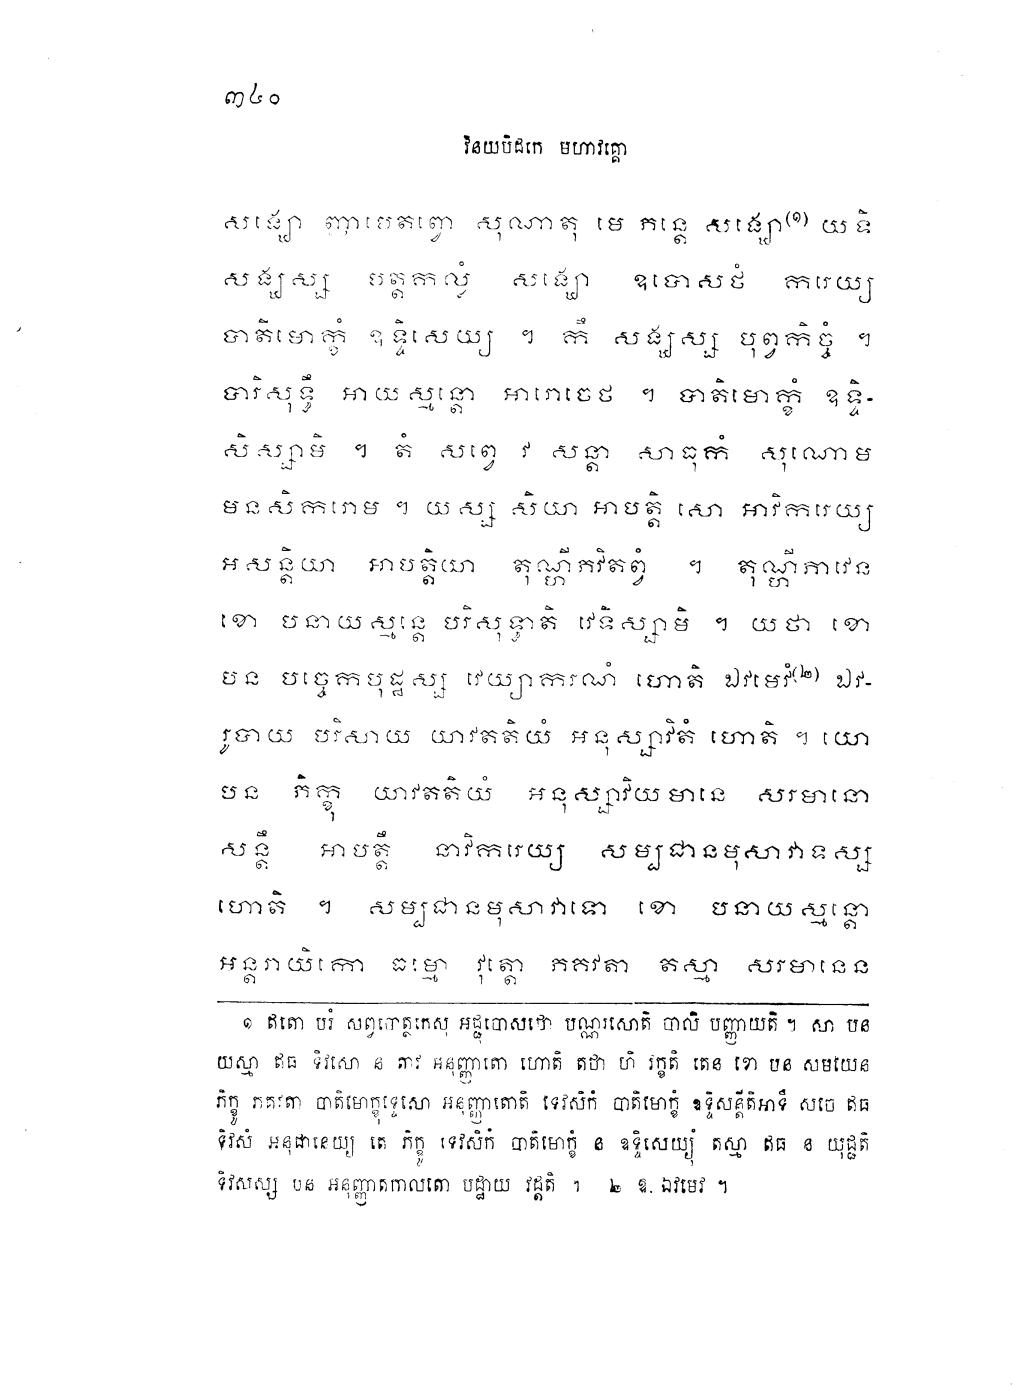 ៣៤០
វិនយបិដកេ មហាវគ្គោ
សង្ឃោ ញាបេតព្វោ សុណាតុ មេ ភន្តេ សង្ឃោ(១) យទិ
សង្ឃស្ស បត្តកល្លំ សង្ឃោ ឧបោសថំ ករេយ្យ
បាតិមោក្ខំ ឧទ្ទិសេយ្យ ។ កឹ សង្ឃស្ស បុព្វកិច្ចំ ។
បារិសុទ្ធឹ អាយស្មន្តោ អារោចេថ ។ បាតិមោក្ខំ ឧទ្ទិ-
សិស្សាមិ ។ តំ សព្វេ វ សន្តា សាធុកំ សុណោម
មនសិករោម ។ យស្ស សិយា អាបត្តិ សោ អាវិករេយ្យ
អសន្តិយា អាបត្តិយា តុណ្ហីភវិតព្វំ ។ តុណ្ហីភាវេន
ខោ បនាយស្មន្តេ បរិសុទ្ធាតិ វេទិស្សាមិ ។ យថា ខោ
បន បច្ចេកបុដ្ឋស្ស វេយ្យាករណំ ហោតិ ឯវមេវំ(២) ឯវ-
រូបាយ បរិសាយ យាវតតិយំ អនុស្សាវិតំ ហោតិ ។ យោ
បន ភិក្ខុ យាវតតិយំ អនុស្សាវិយមានេ សរមានោ
សន្តឹ អាបត្តឹ នាវិករេយ្យ សម្បជានមុសាវាទស្ស
ហោតិ ។ សម្បជានមុសាវាទោ ខោ បនាយស្មន្តោ
អន្តរាយិកោ ធម្មោ វុត្តោ ភគវតា តស្មា សរមានេន
១ ឥតោ បរំ សព្វបោត្ថកេសុ អជ្ជុបោសថោ បណ្ណរសោតិ បាលិ បញ្ញាយតិ ។ សា បន
យស្មា ឥធ ទិវសោ ន តាវ អនុញ្ញាតោ ហោតិ តថា ហិ វក្ខតិ តេន ខោ បន សមយេន
ភិក្ខូ ភគវតា បាតិមោក្ខុទ្ទេសោ អនុញ្ញាតោតិ ទេវសិកំ បាតិមោក្ខំ ឧទ្ទិសន្តីតិអាទឹ សចេ ឥធ
ទិវសំ អនុជានេយ្យ តេ ភិក្ខូ ទេវសិកំ បាតិមោក្ខំ ន ឧទ្ទិសេយ្យុំ តស្មា ឥធ ន យុជ្ជតិ
ទិវសស្ស បន អនុញ្ញាតកាលតោ បដ្ឋាយ វដ្ដតិ ។ ២ ឱ. ឯវមេវ ។